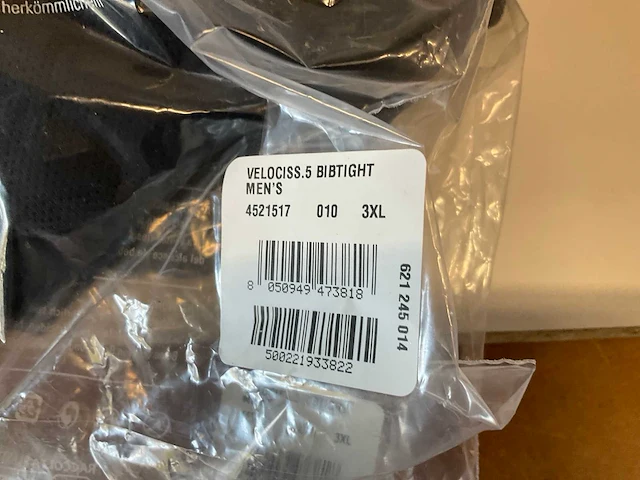 herkömmlich
VELOCISS.5 BIBTIGHT
MEN'S
4521517 010 3XL
8 050949 473818
500221933822
621 245 014
3XL